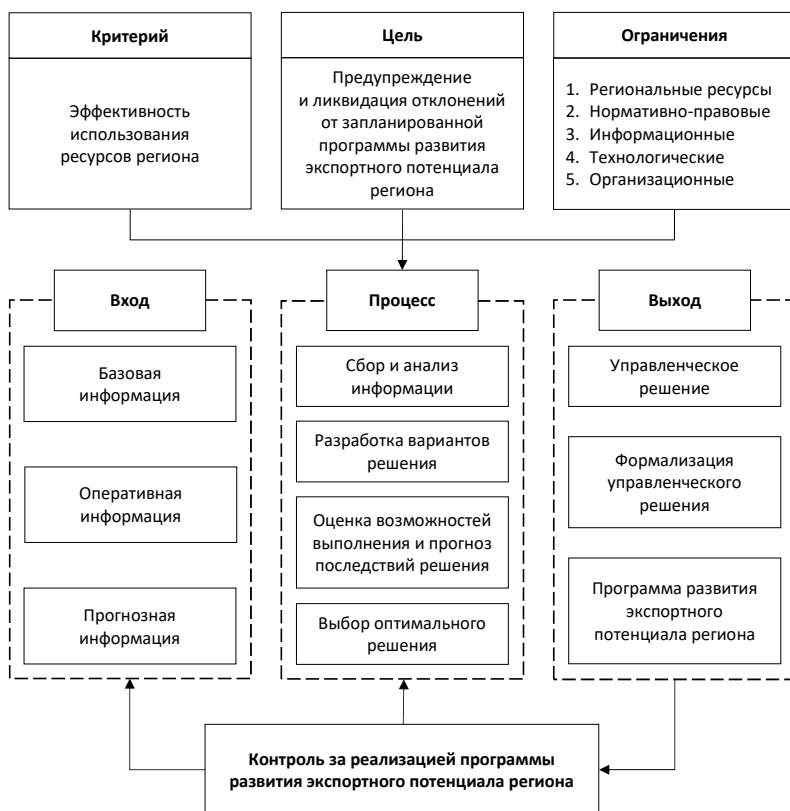 Критерий
Эффективность
использования
ресурсов региона
Цель
Предупреждение
и ликвидация отклонений
от запланированной
программы развития
экспортного потенциала
региона
Ограничения
1. Региональные ресурсы
2. Нормативно-правовые
3. Информационные
4. Технологические
5. Организационные
Вход
Базовая
информация
Оперативная
информация
Прогнозная
информация
Процесс
Сбор и анализ
информации
Разработка вариантов
решения
Оценка возможностей
выполнения и прогноз
последствий решения
Выбор оптимального
решения
Выход
Управленческое
решение
Формализация
управленческого
решения
Программа развития
экспортного
потенциала региона
Контроль за реализацией программы
развития экспортного потенциала региона